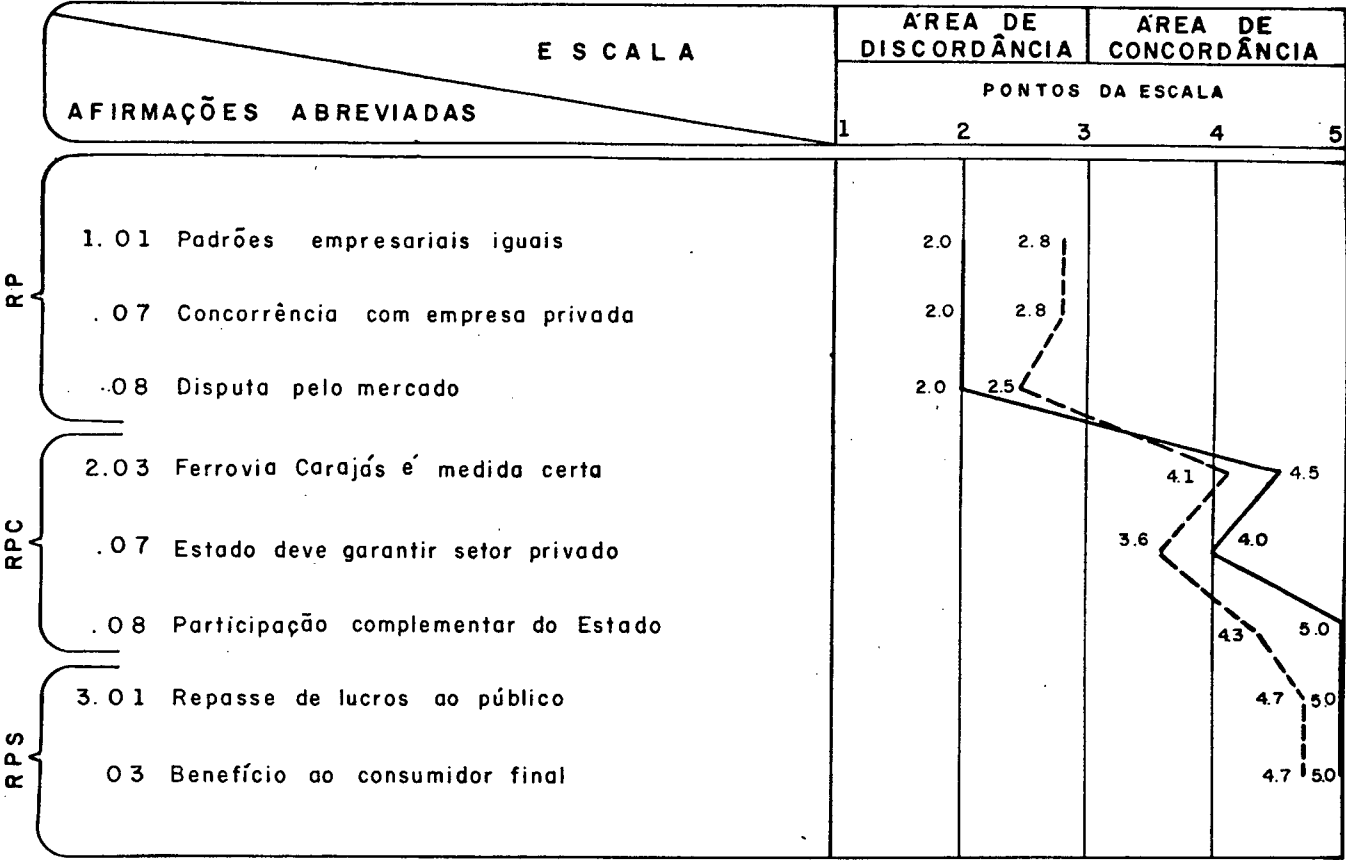 ESCALA
AFIRMAÇÕES ABREVIADAS
ÁREA DE DISCORDÂNCIA
ÁREA DE CONCORDÂNCIA
PONTOS DA ESCALA
1 2 3 4 5
RP
1.01 Padrões empresariais iguais 2.0 2.8
.07 Concorrência com empresa privada 2.0 2.8
.08 Disputa pelo mercado 2.0 2.5
RPC
2.03 Ferrovia Carajás é medida certa 4.1 4.5
.07 Estado deve garantir setor privado 3.6 4.0
.08 Participação complementar do Estado 4.3 5.0
RPS
3.01 Repasse de lucros ao público 4.7 5.0
03 Benefício ao consumidor final 4.7 5.0